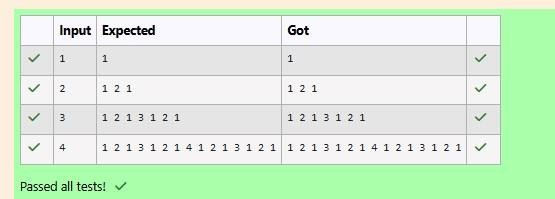 Input Expected Got
1 1 1
2 1 2 1 1 2 1
3 1 2 1 3 1 2 1 1 2 1 3 1 2 1
4 1 2 1 3 1 2 1 4 1 2 1 3 1 2 1 1 2 1 3 1 2 1 4 1 2 1 3 1 2 1
Passed all tests!